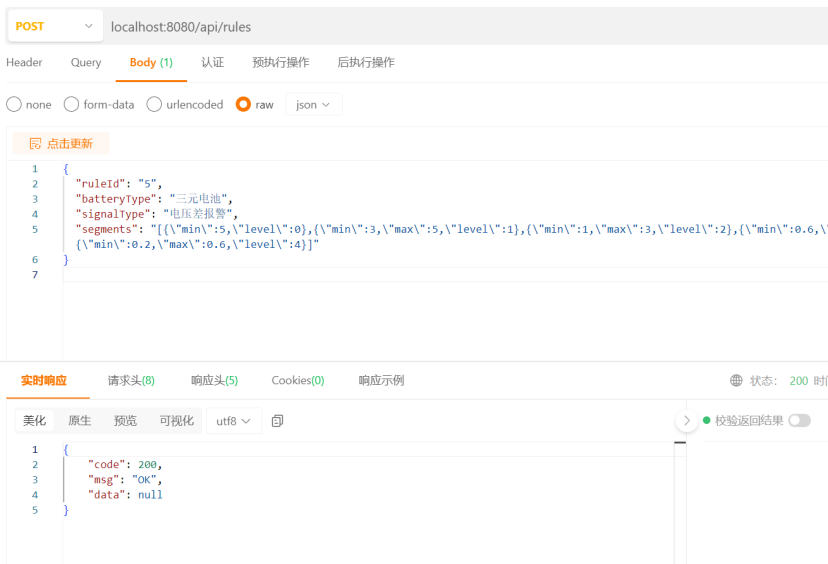 POST localhost:8080/api/rules
Header Query Body (1) 认证 预执行操作 后执行操作
none form-data urlencoded raw json
点击更新
1 {
2 "ruleId": "5",
3 "batteryType": "三元电池",
4 "signalType": "电压差报警",
5 "segments": "[{\"min\":5,\"level\":0},{\"min\":3,\"max\":5,\"level\":1},{\"min\":1,\"max\":3,\"level\":2},{\"min\":0.6,\
{\"min\":0.2,\"max\":0.6,\"level\":4}]"
6 }
7
实时响应 请求头(8) 响应头(5) Cookies(0) 响应示例 状态: 200 时
美化 原生 预览 可视化 utf8 校验返回结果
1 {
2 "code": 200,
3 "msg": "OK",
4 "data": null
5 }